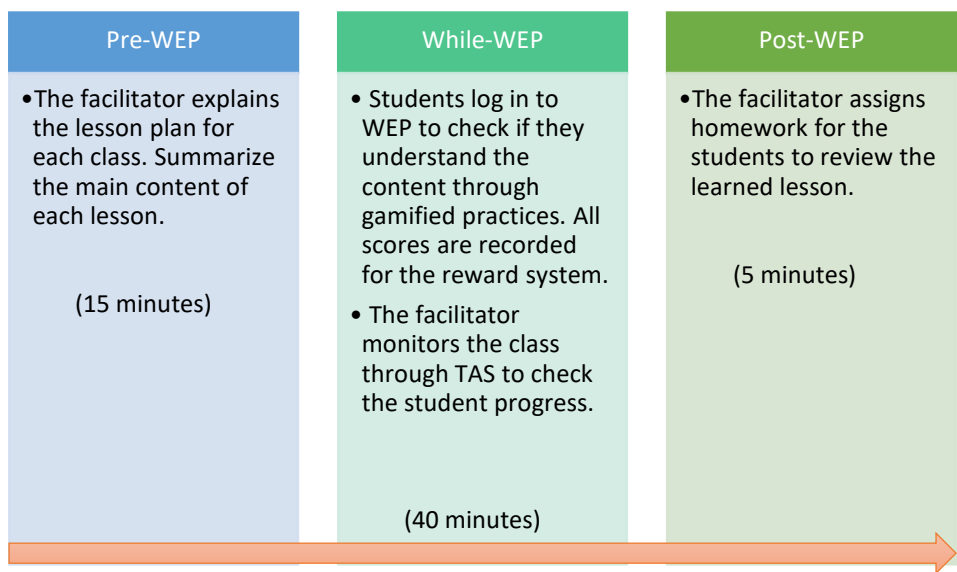 Pre-WEP
•The facilitator explains
the lesson plan for
each class. Summarize
the main content of
each lesson.
(15 minutes)
While-WEP
• Students log in to
WEP to check if they
understand the
content through
gamified practices. All
scores are recorded
for the reward system.
• The facilitator
monitors the class
through TAS to check
the student progress.
(40 minutes)
Post-WEP
•The facilitator assigns
homework for the
students to review the
learned lesson.
(5 minutes)